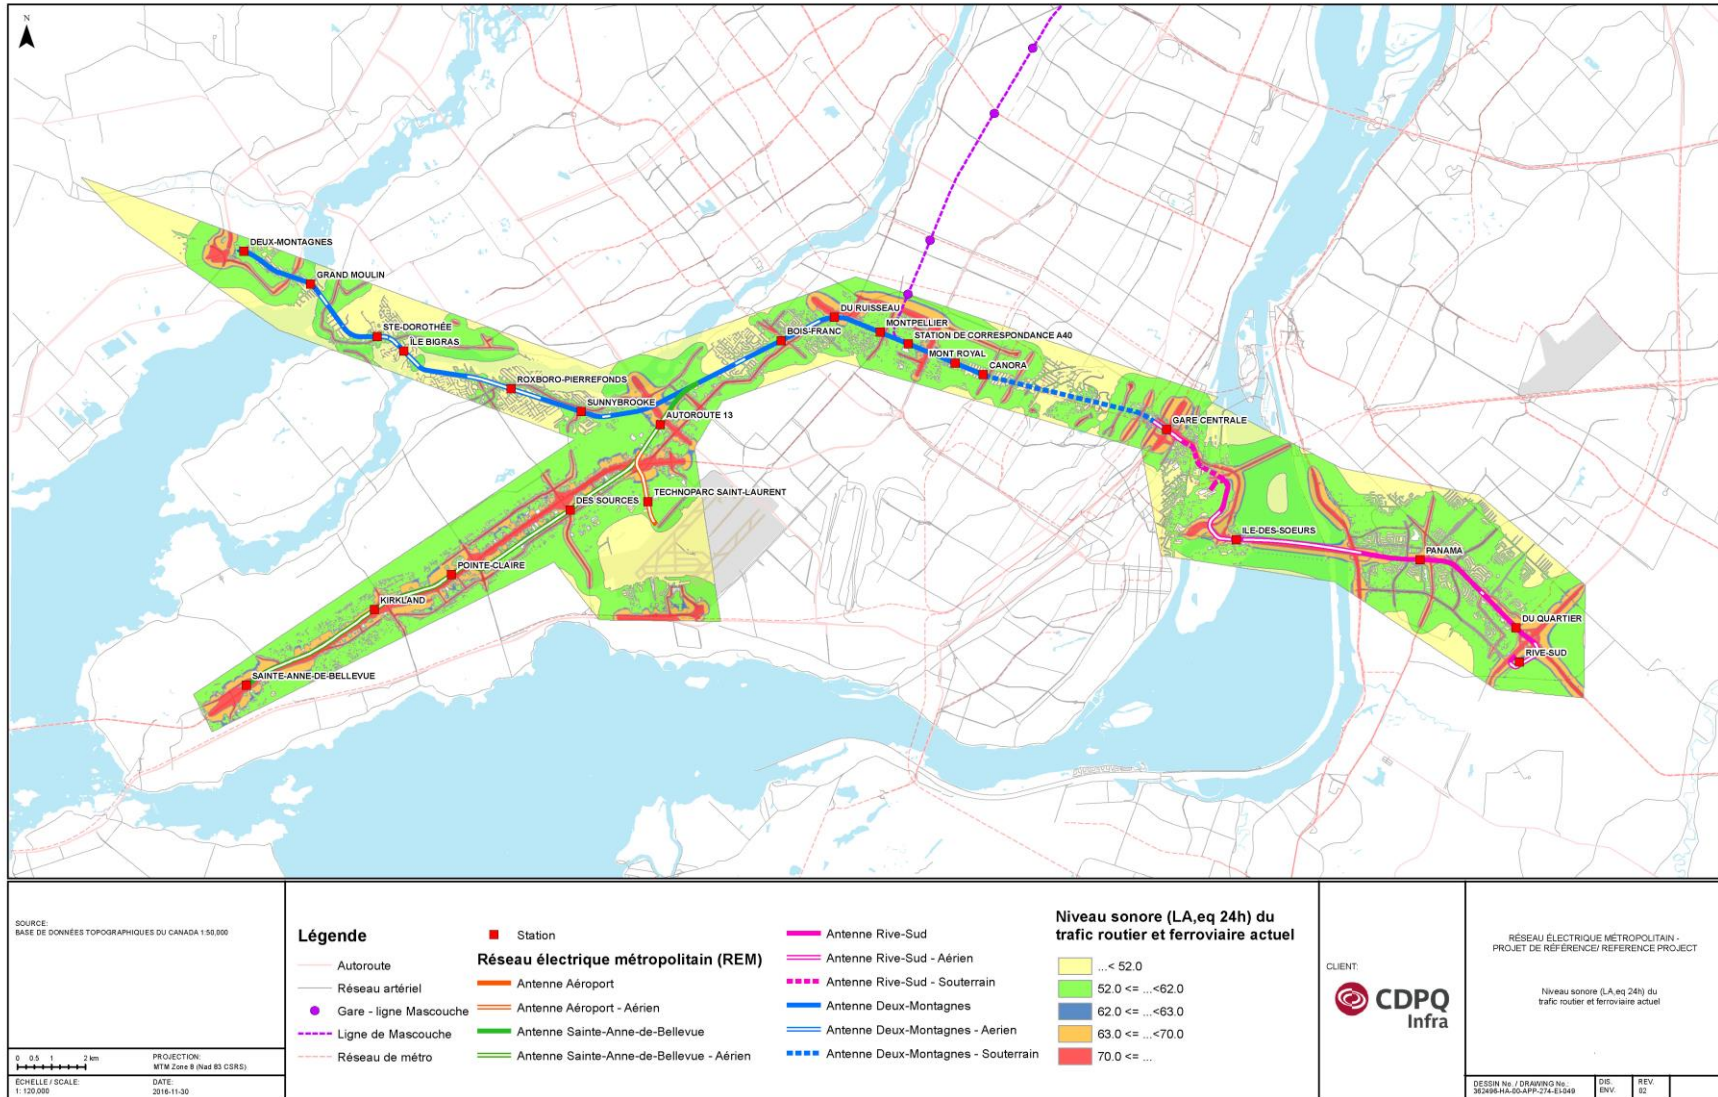 N
DEUX-MONTAGNES
GRAND MOULIN
STE-DOROTHÉE
ÎLE BIGRAS
ROXBORO-PIERREFONDS
SUNNYBROOKE
AUTOROUTE 13
BOIS-FRANC
DU RUISSEAU
MONTPELLIER
STATION DE CORRESPONDANCE A40
MONT ROYAL
CANORA
GARE CENTRALE
TECHNOPARC SAINT-LAURENT
DES SOURCES
POINTE-CLAIRE
KIRKLAND
SAINTE-ANNE-DE-BELLEVUE
ILE-DES-SOEURS
PANAMA
DU QUARTIER
RIVE-SUD
SOURCE:
BASE DE DONNÉES TOPOGRAPHIQUES DU CANADA 1:50,000
0 0.5 1 2 km
PROJECTION:
MTM Zone 8 (Nad 83 CSRS)
ÉCHELLE / SCALE:
1: 120,000
DATE:
2016-11-30
Légende
Autoroute
Réseau artériel
Gare - ligne Mascouche
Ligne de Mascouche
Réseau de métro
Station
Réseau électrique métropolitain (REM)
Antenne Aéroport
Antenne Aéroport - Aérien
Antenne Sainte-Anne-de-Bellevue
Antenne Sainte-Anne-de-Bellevue - Aérien
Antenne Rive-Sud
Antenne Rive-Sud - Aérien
Antenne Rive-Sud - Souterrain
Antenne Deux-Montagnes
Antenne Deux-Montagnes - Aerien
Antenne Deux-Montagnes - Souterrain
Niveau sonore (LA,eq 24h) du
trafic routier et ferroviaire actuel
...< 52.0
52.0 <= ...<62.0
62.0 <= ...<63.0
63.0 <= ...<70.0
70.0 <= ...
CLIENT:
CDPQ
Infra
RÉSEAU ÉLECTRIQUE MÉTROPOLITAIN -
PROJET DE RÉFÉRENCE/ REFERENCE PROJECT
Niveau sonore (LA,eq 24h) du
trafic routier et ferroviaire actuel
DESSIN No. / DRAWING No.:
362496-HA-00-APP-274-EI-049
DIS.
ENV.
REV.
02